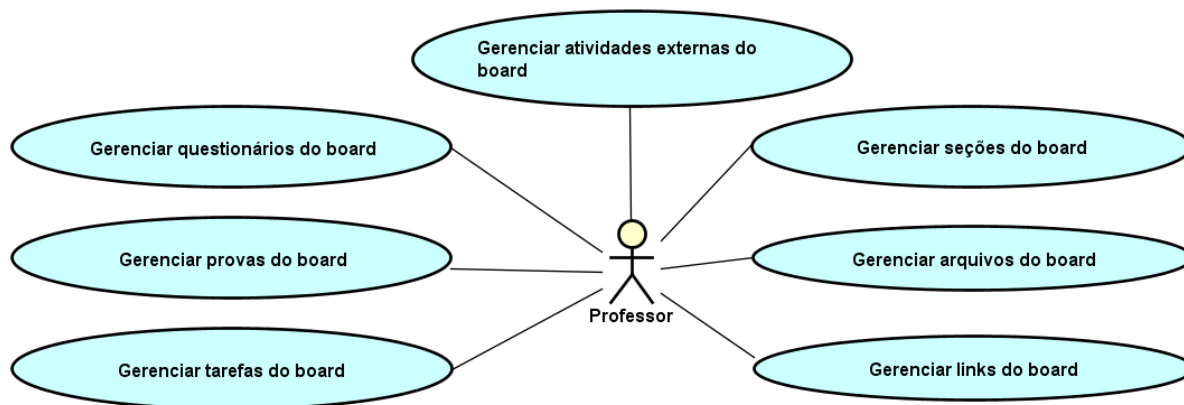 Gerenciar atividades externas do
board
Gerenciar questionários do board
Gerenciar seções do board
Gerenciar provas do board
Gerenciar arquivos do board
Professor
Gerenciar tarefas do board
Gerenciar links do board